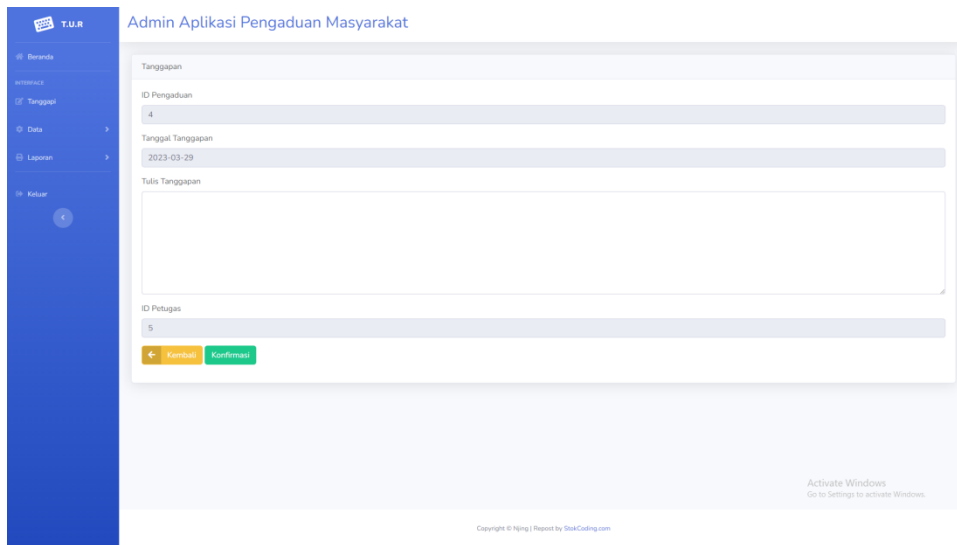 T.U.R
Admin Aplikasi Pengaduan Masyarakat
Beranda
INTERFACE
Tanggapi
Data
Laporan
Keluar
Tanggapan
ID Pengaduan
4
Tanggal Tanggapan
2023-03-29
Tulis Tanggapan
ID Petugas
5
Kembali
Konfirmasi
Activate Windows
Go to Settings to activate Windows.
Copyright © Njing | Repost by StokCoding.com